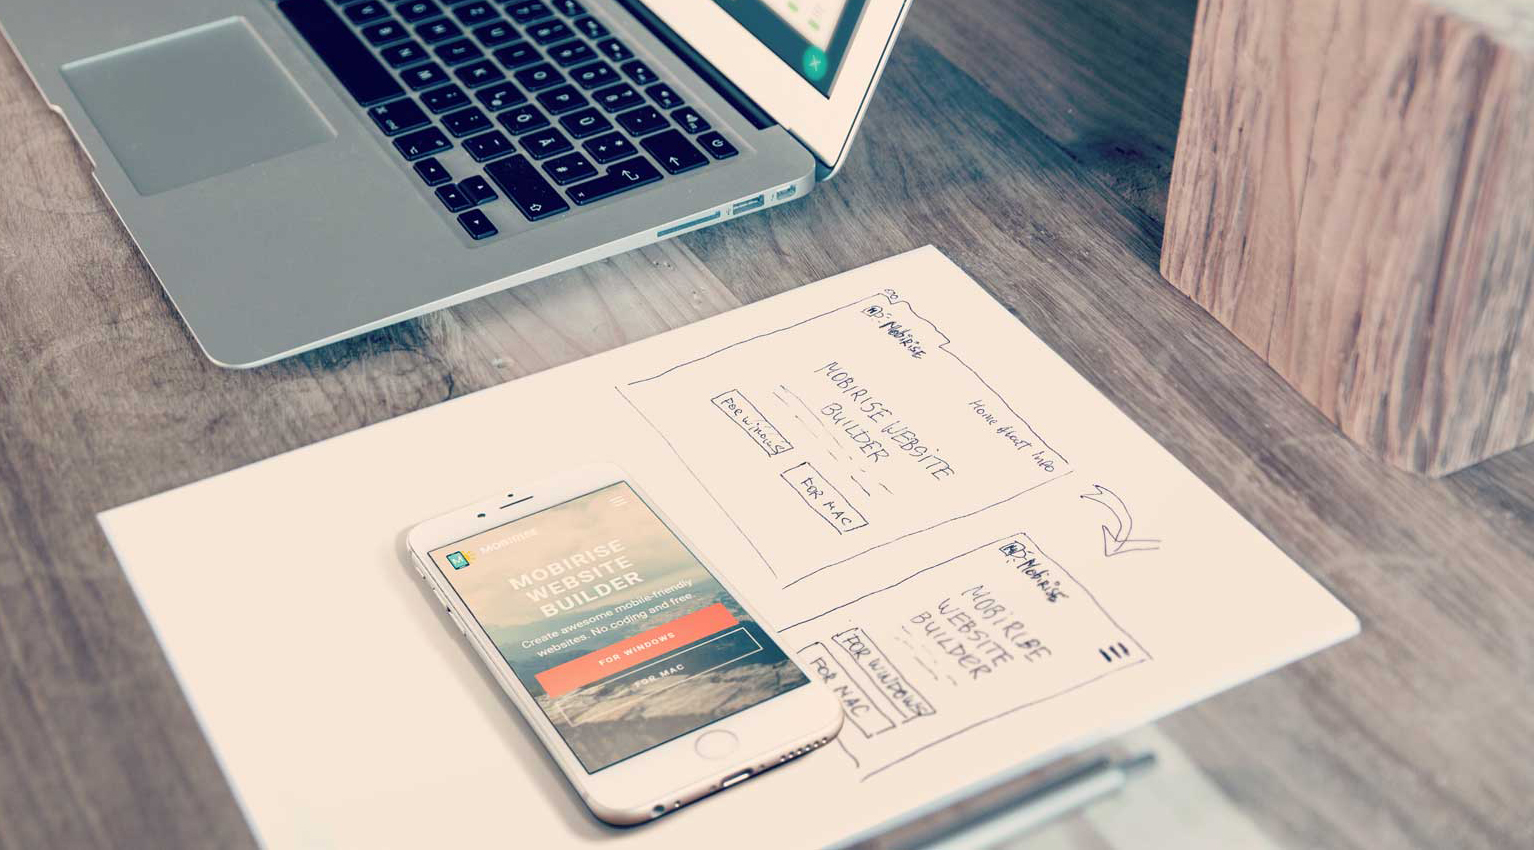 Mobirise
Home About Info
MOBIRISE WEBSITE
BUILDER
FOR WINDOWS
FOR MAC
Mobirise
MOBIRIBE
WEBSITE
BUILDER
FOR WINDOWS
FOR MAC
MOBIRISE
MOBIRISE
WEBSITE
BUILDER
Create awesome mobile-friendly
websites. No coding and free
FOR WINDOWS
FOR MAC